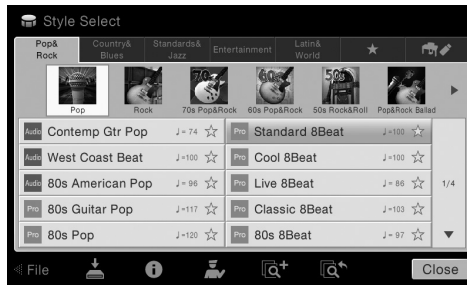 Style Select
Pop& Rock
Country& Blues
Standards& Jazz
Entertainment
Latin& World
Pop
Rock
70s Pop&Rock
60s Pop&Rock
50s Rock&Roll
Pop&Rock Ballad
Audio Contemp Gtr Pop ♩= 74
Pro Standard 8Beat ♩=100
Audio West Coast Beat ♩=100
Pro Cool 8Beat
Audio 80s American Pop ♩= 96
Pro Live 8Beat ♩= 86
1/4
Pro 80s Guitar Pop ♩=117
Pro Classic 8Beat ♩=103
Pro 80s Pop ♩=120
Pro 80s 8Beat ♩= 97
File
Close